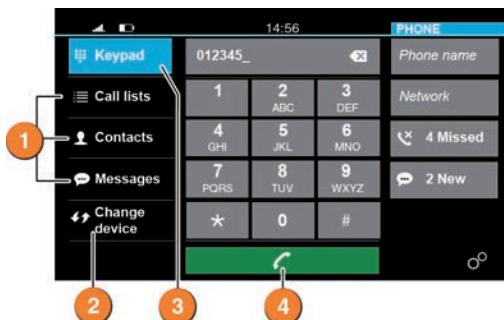 14:56
PHONE
Keypad
012345_
Phone name
Call lists
1
2
ABC
3
DEF
Network
1
Contacts
4
GHI
5
JKL
6
MNO
4 Missed
Messages
7
PQRS
8
TUV
9
WXYZ
2 New
Change
device
*
0
#
2
3
4